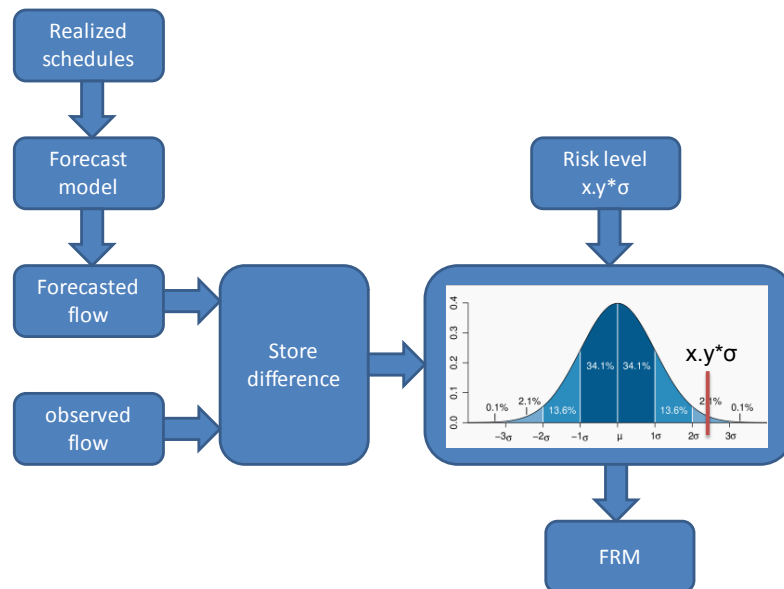 Realized
schedules
Forecast
model
Risk level
x.y*σ
Forecasted
flow
Store
difference
observed
flow
0.0 0.1 0.2 0.3 0.4
x.y*σ
34.1% 34.1%
0.1%
2.1%
13.6%
13.6%
2.1%
0.1%
−3σ −2σ −1σ μ 1σ 2σ 3σ
FRM